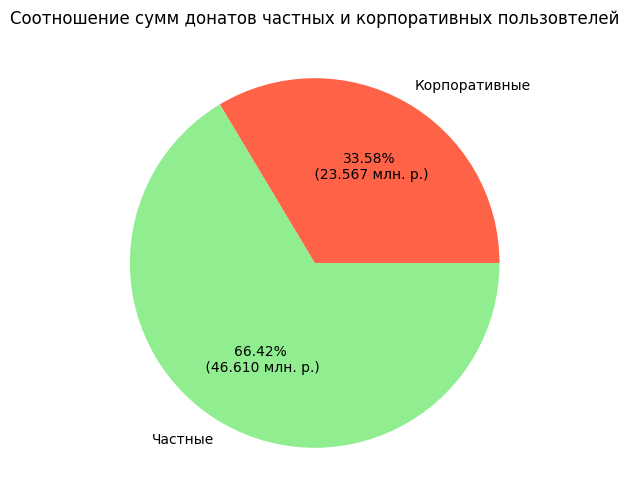 Соотношение сумм донатов частных и корпоративных пользовтелей
Корпоративные
33.58%
(23.567 млн. р.)
66.42%
(46.610 млн. р.)
Частные